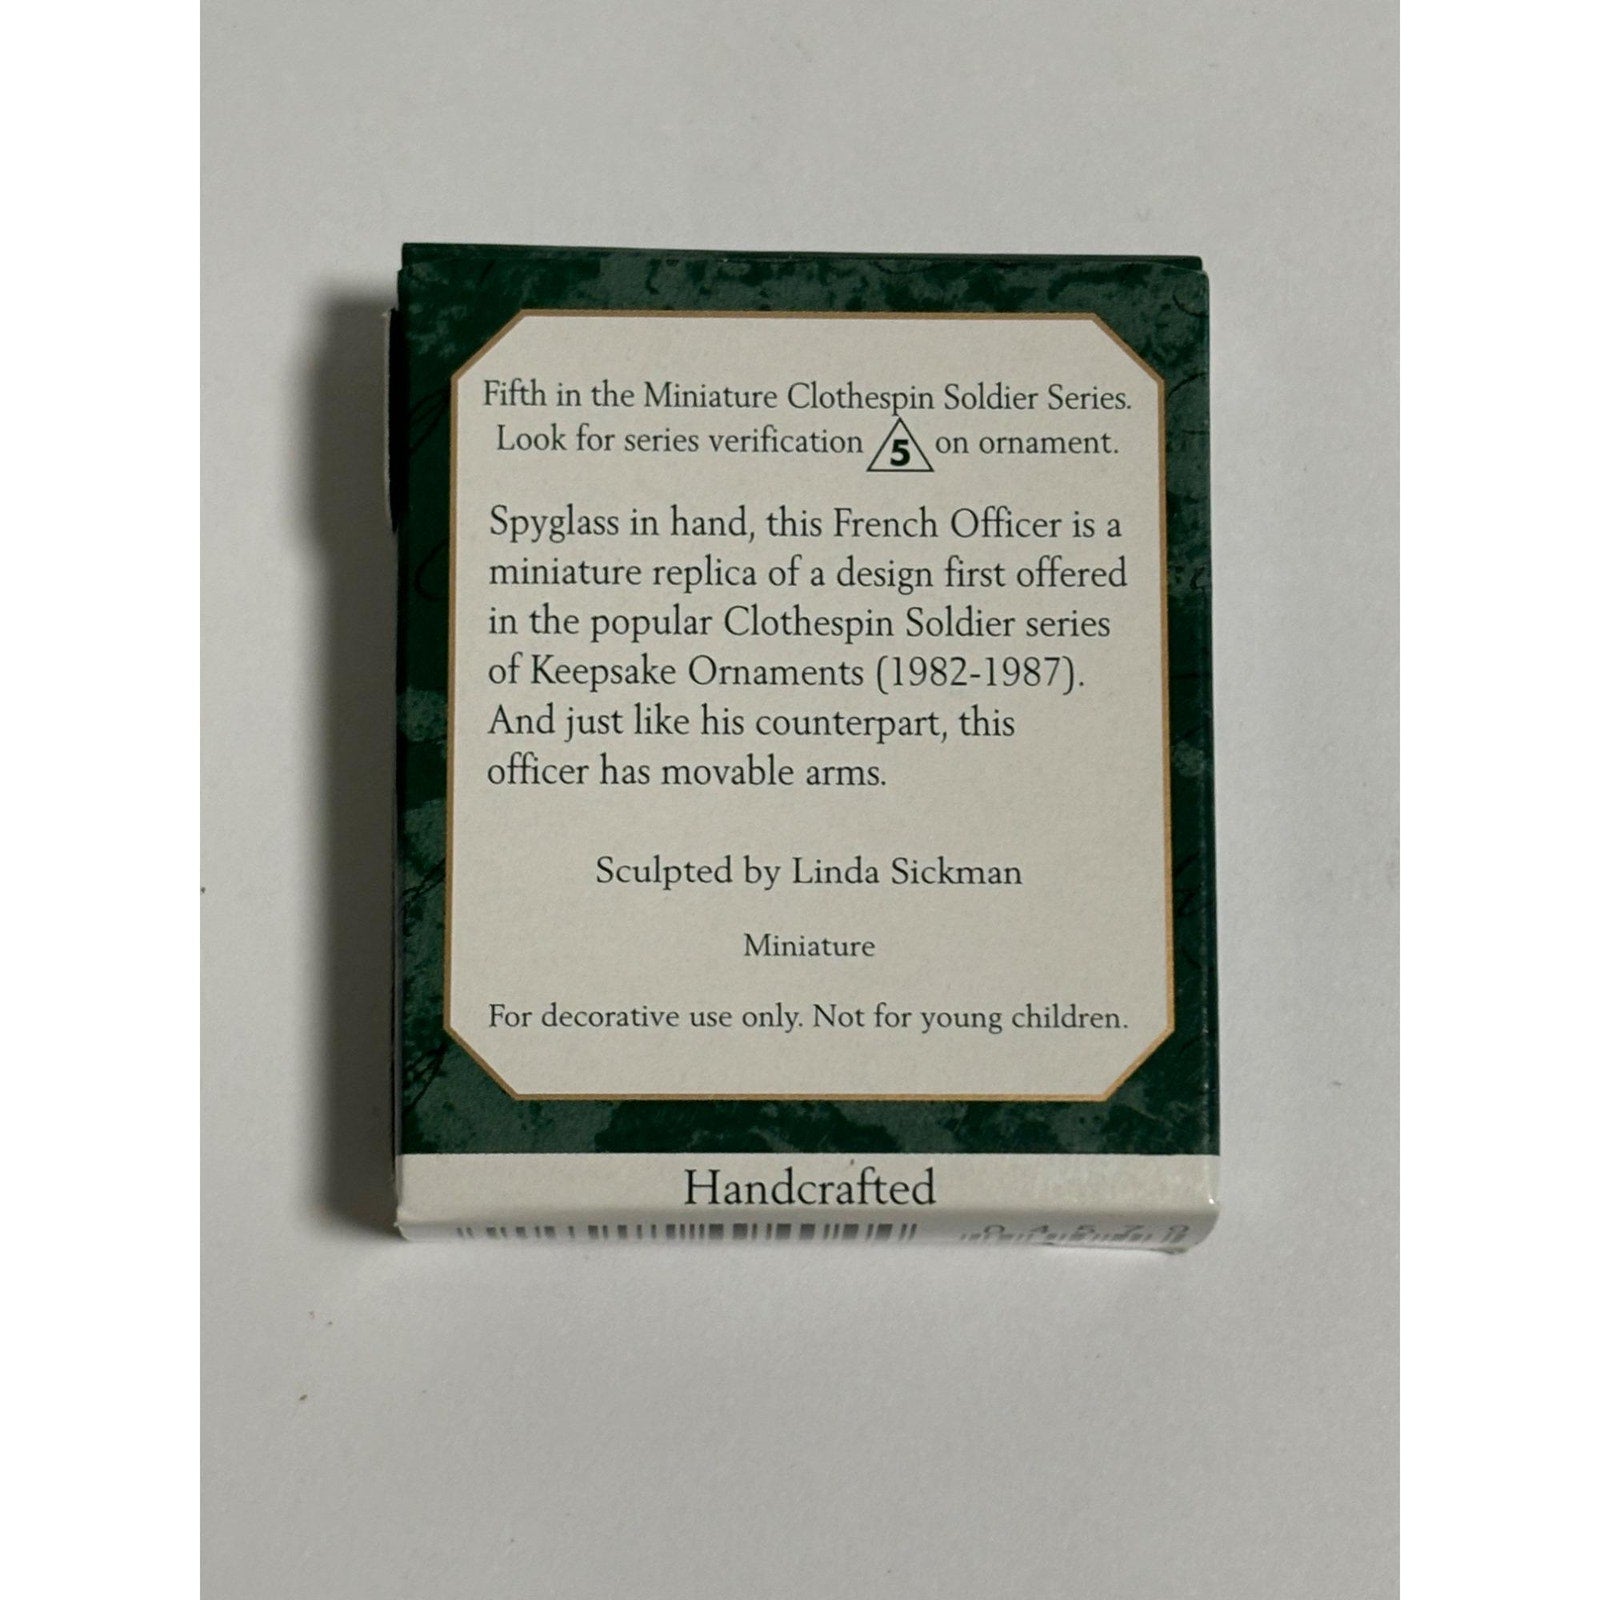 Fifth in the Miniature Clothespin Soldier Series.
Look for series verification 5 on ornament.
Spyglass in hand, this French Officer is a
miniature replica of a design first offered
in the popular Clothespin Soldier series
of Keepsake Ornaments (1982-1987).
And just like his counterpart, this
officer has movable arms.
Sculpted by Linda Sickman
Miniature
For decorative use only. Not for young children.
Handcrafted